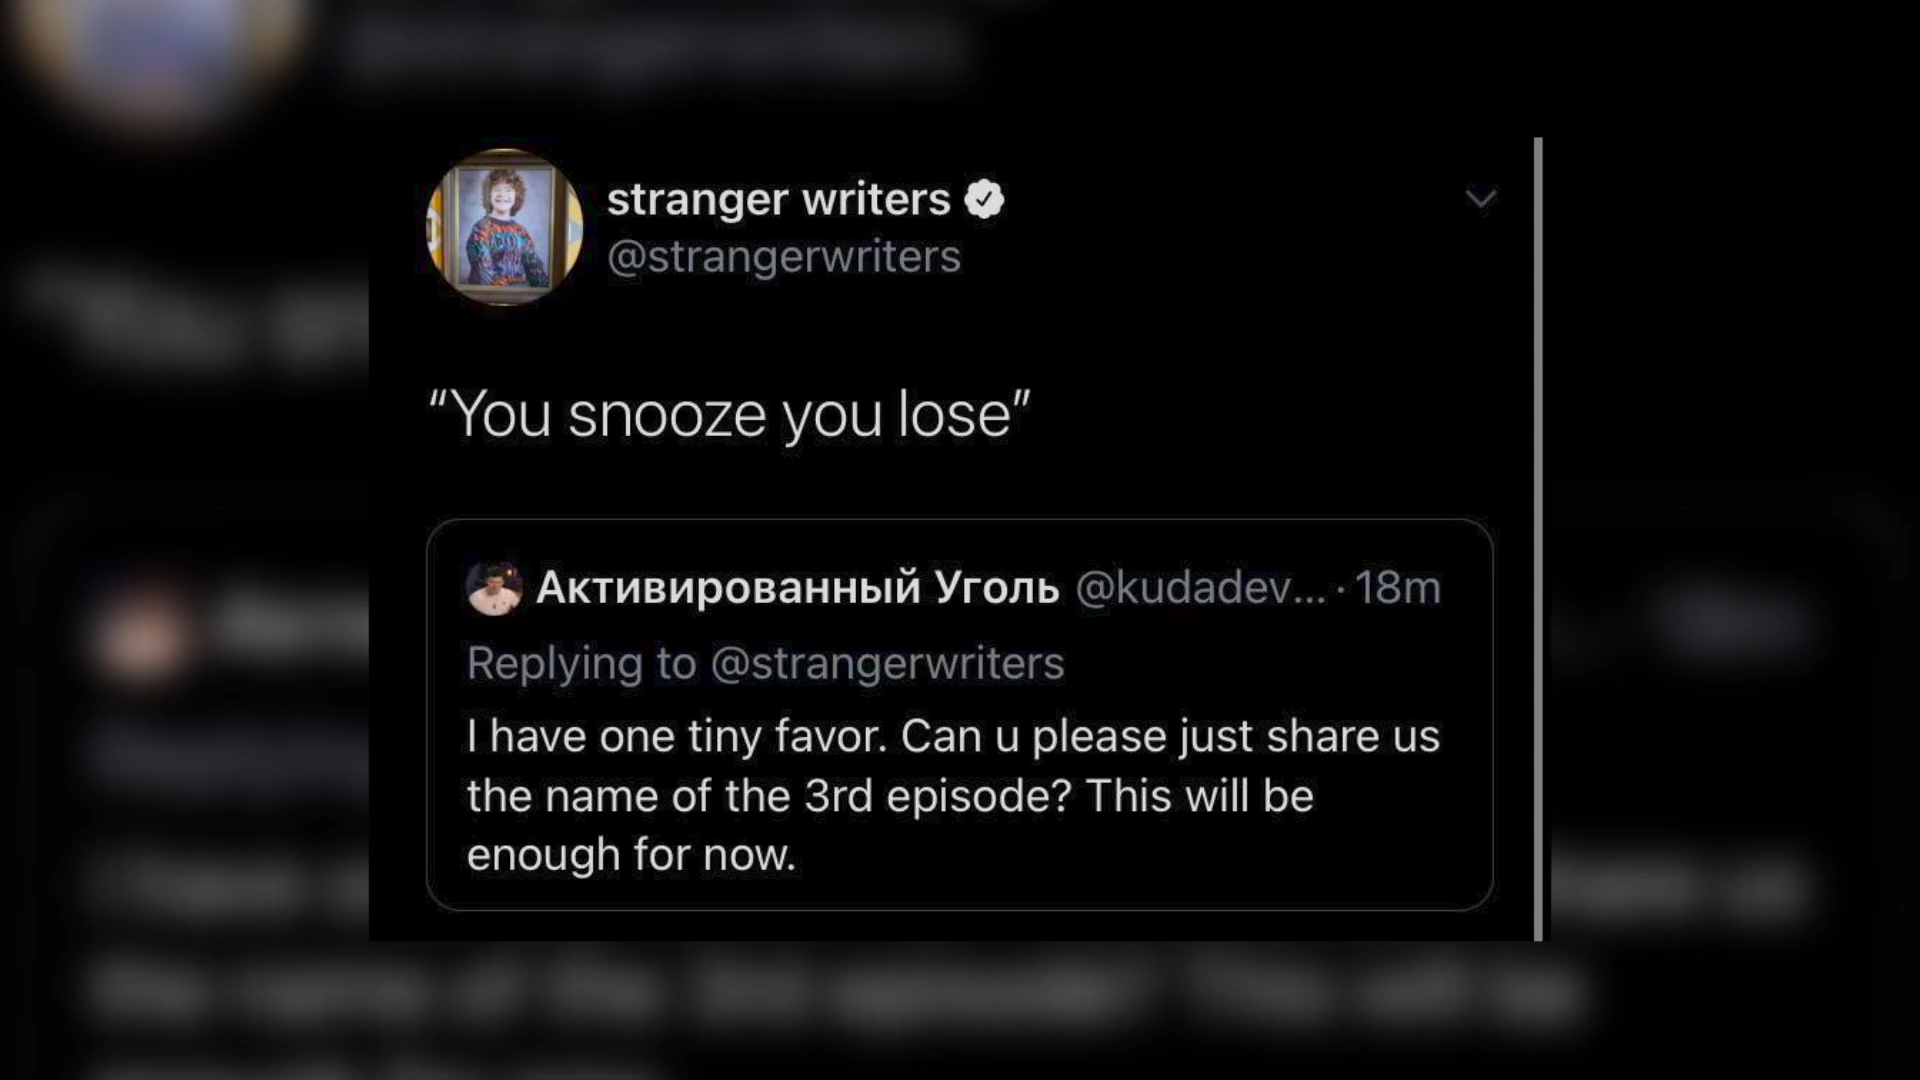 stranger writers
@strangerwriters
“You snooze you lose”
Активированный Уголь @kudadev... · 18m
Replying to @strangerwriters
I have one tiny favor. Can u please just share us
the name of the 3rd episode? This will be
enough for now.